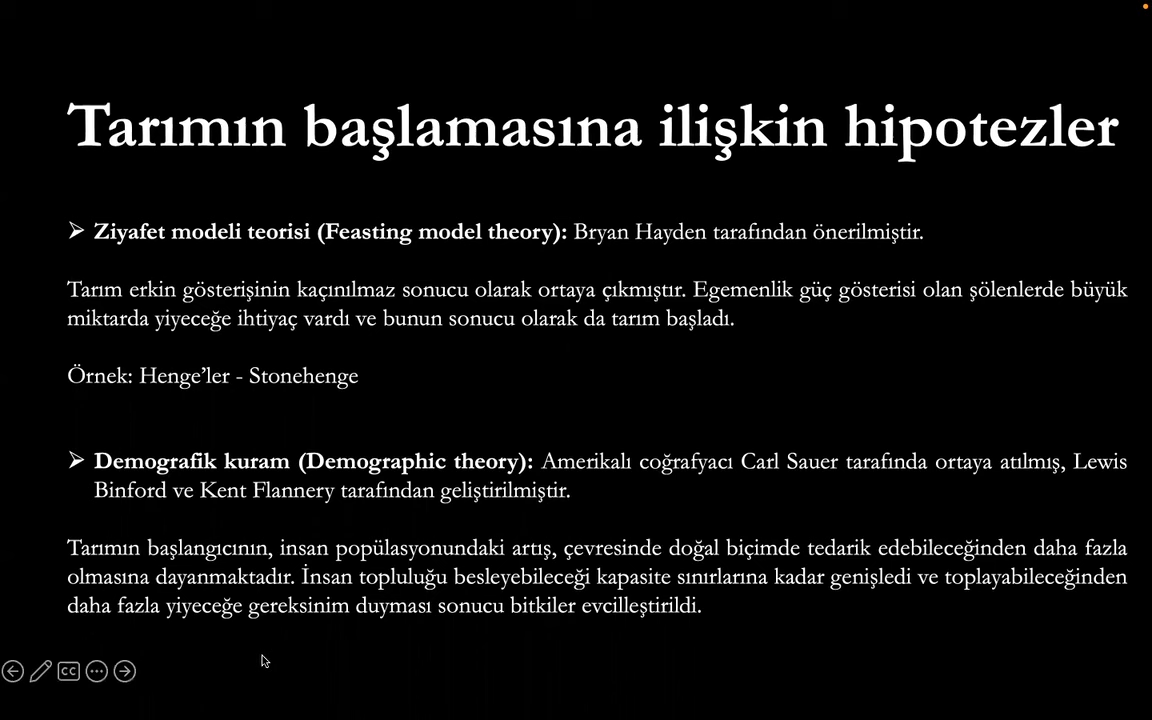 Tarımın başlamasına ilişkin hipotezler
➤ Ziyafet modeli teorisi (Feasting model theory): Bryan Hayden tarafından önerilmiştir.
Tarım erkin gösterişinin kaçınılmaz sonucu olarak ortaya çıkmıştır. Egemenlik güç gösterisi olan şölenlerde büyük
miktarda yiyeceğe ihtiyaç vardı ve bunun sonucu olarak da tarım başladı.
Örnek: Henge’ler - Stonehenge
➤ Demografik kuram (Demographic theory): Amerikalı coğrafyacı Carl Sauer tarafında ortaya atılmış, Lewis
Binford ve Kent Flannery tarafından geliştirilmiştir.
Tarımın başlangıcının, insan popülasyonundaki artış, çevresinde doğal biçimde tedarik edebileceğinden daha fazla
olmasına dayanmaktadır. İnsan topluluğu besleyebileceği kapasite sınırlarına kadar genişledi ve toplayabileceğinden
daha fazla yiyeceğe gereksinim duyması sonucu bitkiler evcilleştirildi.
CC